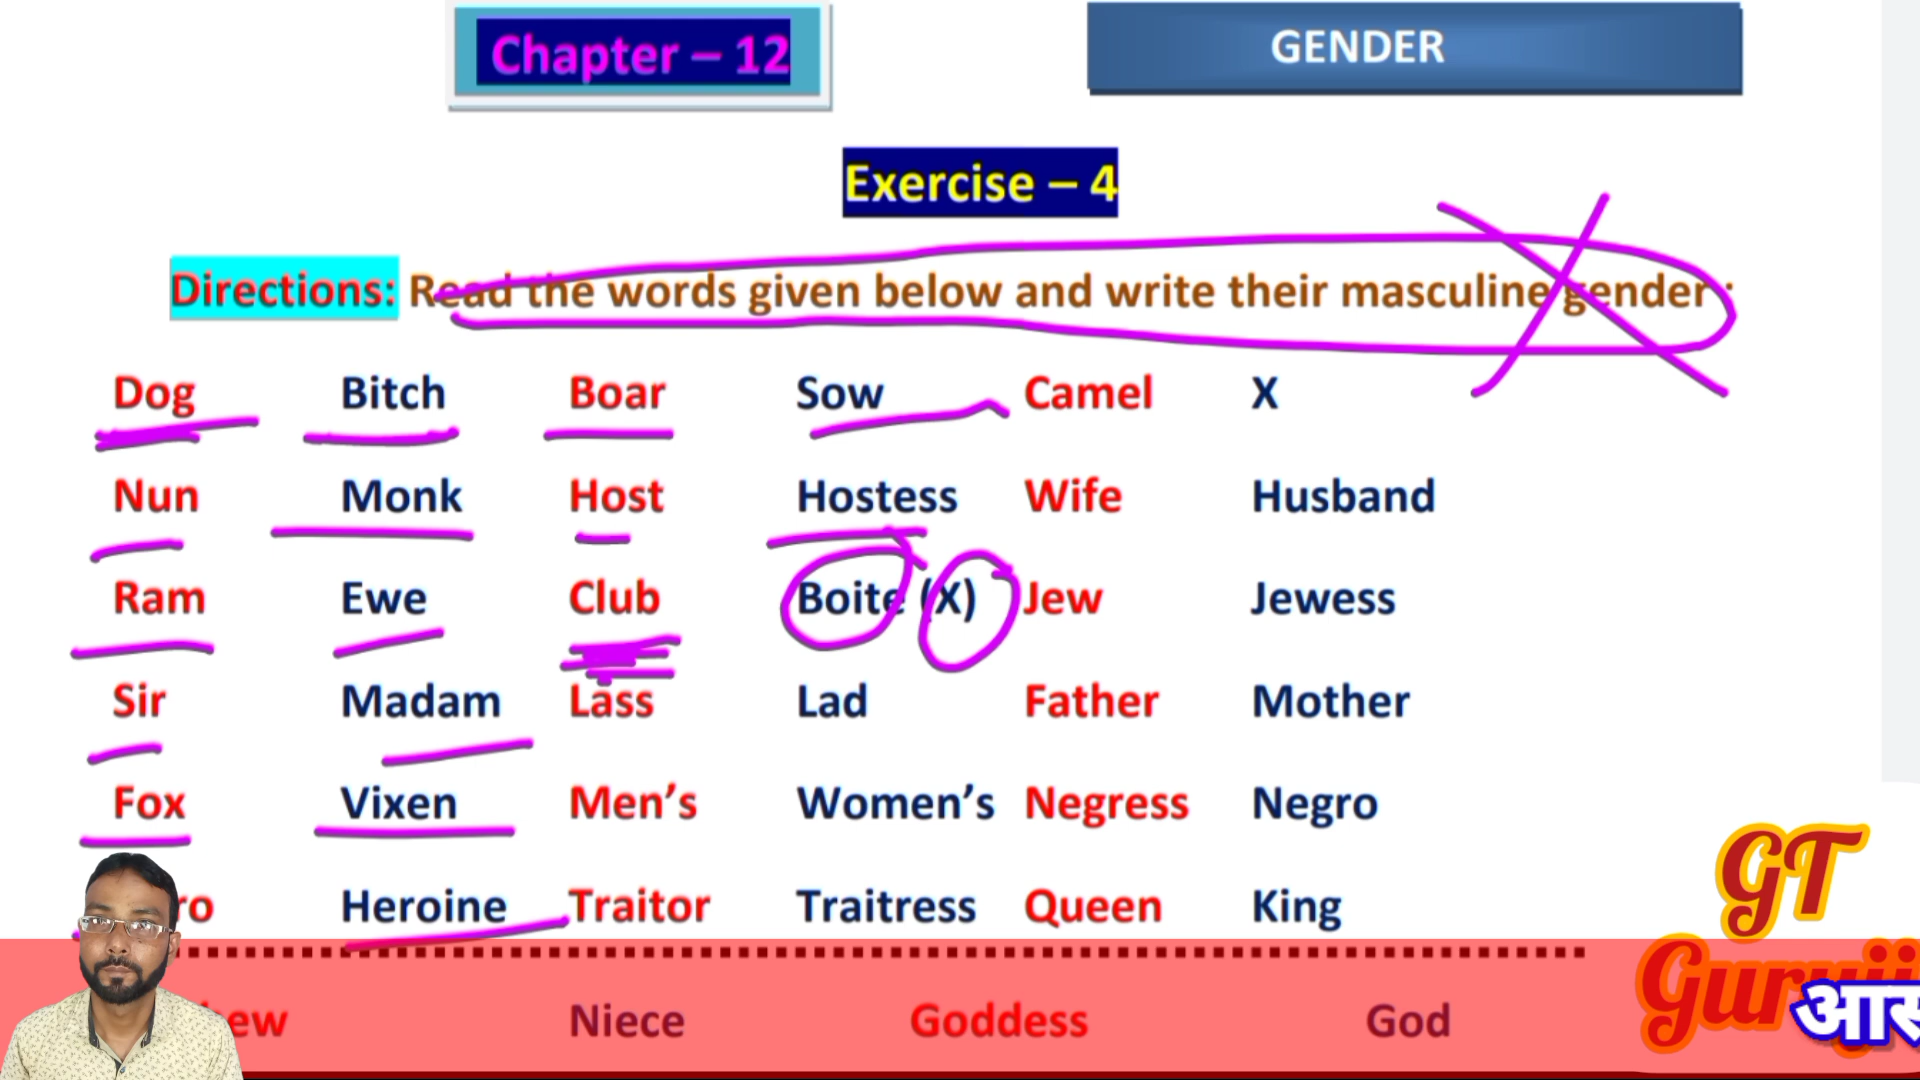 Chapter – 12 GENDER
Exercise – 4
Directions: Read the words given below and write their masculine gender :
Dog Bitch Boar Sow Camel X
Nun Monk Host Hostess Wife Husband
Ram Ewe Club Boite (X) Jew Jewess
Sir Madam Lass Lad Father Mother
Fox Vixen Men’s Women’s Negress Negro
Heroine Traitor Traitress Queen King
Niece Goddess God
GT
Guruji